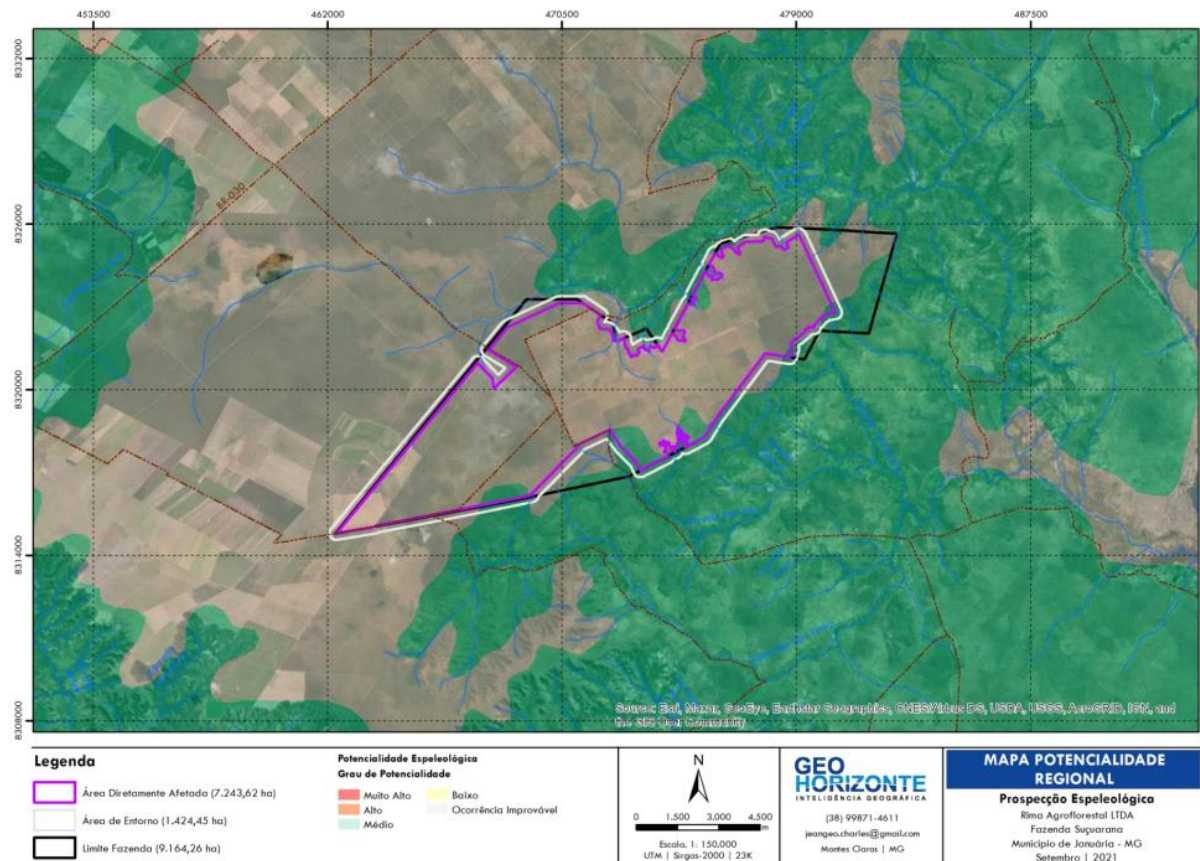 453500 462000 470500 479000 487500
8332000
8326000
8320000
8314000
8308000
BR-030
Source: Esri, Maxar, GeoEye, Earthstar Geographics, CNES/Airbus DS, USDA, USGS, AeroGRID, IGN, and
the GIS User Community
Legenda
Área Diretamente Afetada (7.243,62 ha)
Área de Entorno (1.424,45 ha)
Limite Fazenda (9.164,26 ha)
Potencialidade Espeleológica
Grau de Potencialidade
Muito Alto
Alto
Médio
Baixo
Ocorrência Improvável
N
0 1.500 3.000 4.500
m
Escala, 1: 150.000
UTM | Sirgas-2000 | 23K
GEO
HORIZONTE
INTELIGÊNCIA GEOGRÁFICA
(38) 99871-4611
jeangeo.charles@gmail.com
Montes Claros | MG
MAPA POTENCIALIDADE
REGIONAL
Prospecção Espeleológica
Rima Agroflorestal LTDA
Fazenda Suçuarana
Município de Januária - MG
Setembro | 2021